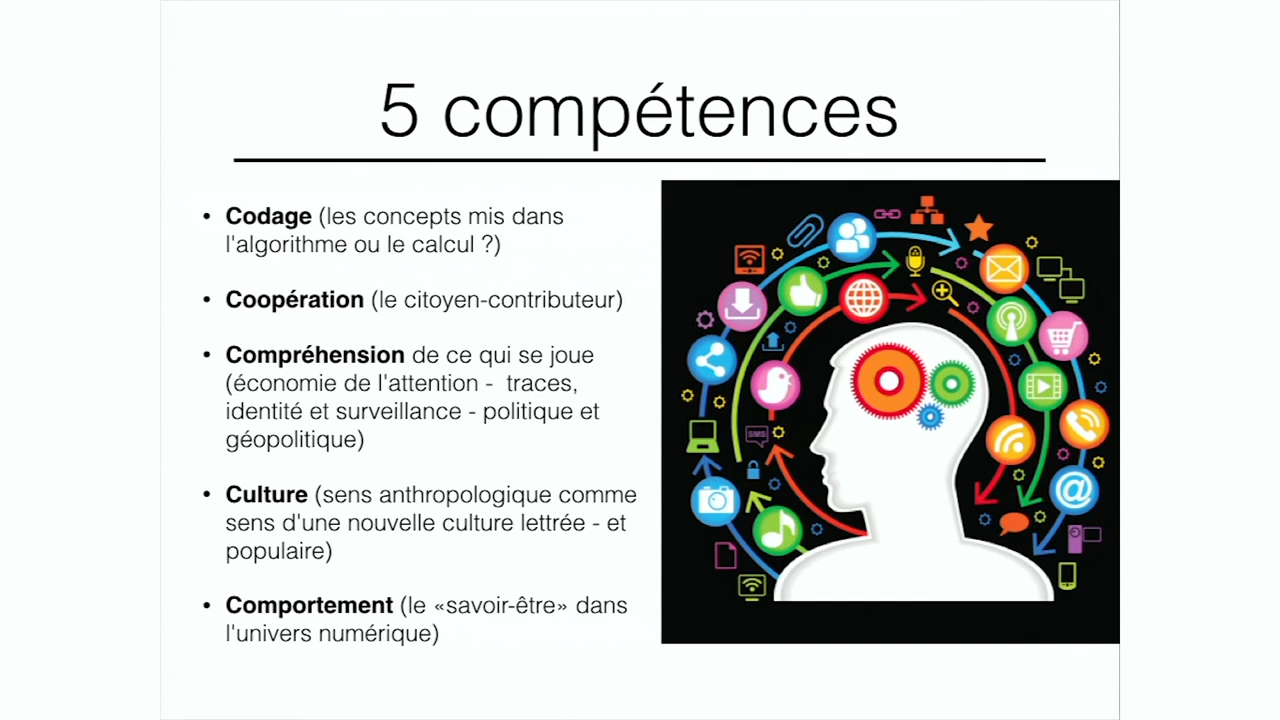 5 compétences
• Codage (les concepts mis dans
l'algorithme ou le calcul ?)
• Coopération (le citoyen-contributeur)
• Compréhension de ce qui se joue
(économie de l'attention - traces,
identité et surveillance - politique et
géopolitique)
• Culture (sens anthropologique comme
sens d'une nouvelle culture lettrée - et
populaire)
• Comportement (le «savoir-être» dans
l'univers numérique)
SMS
@